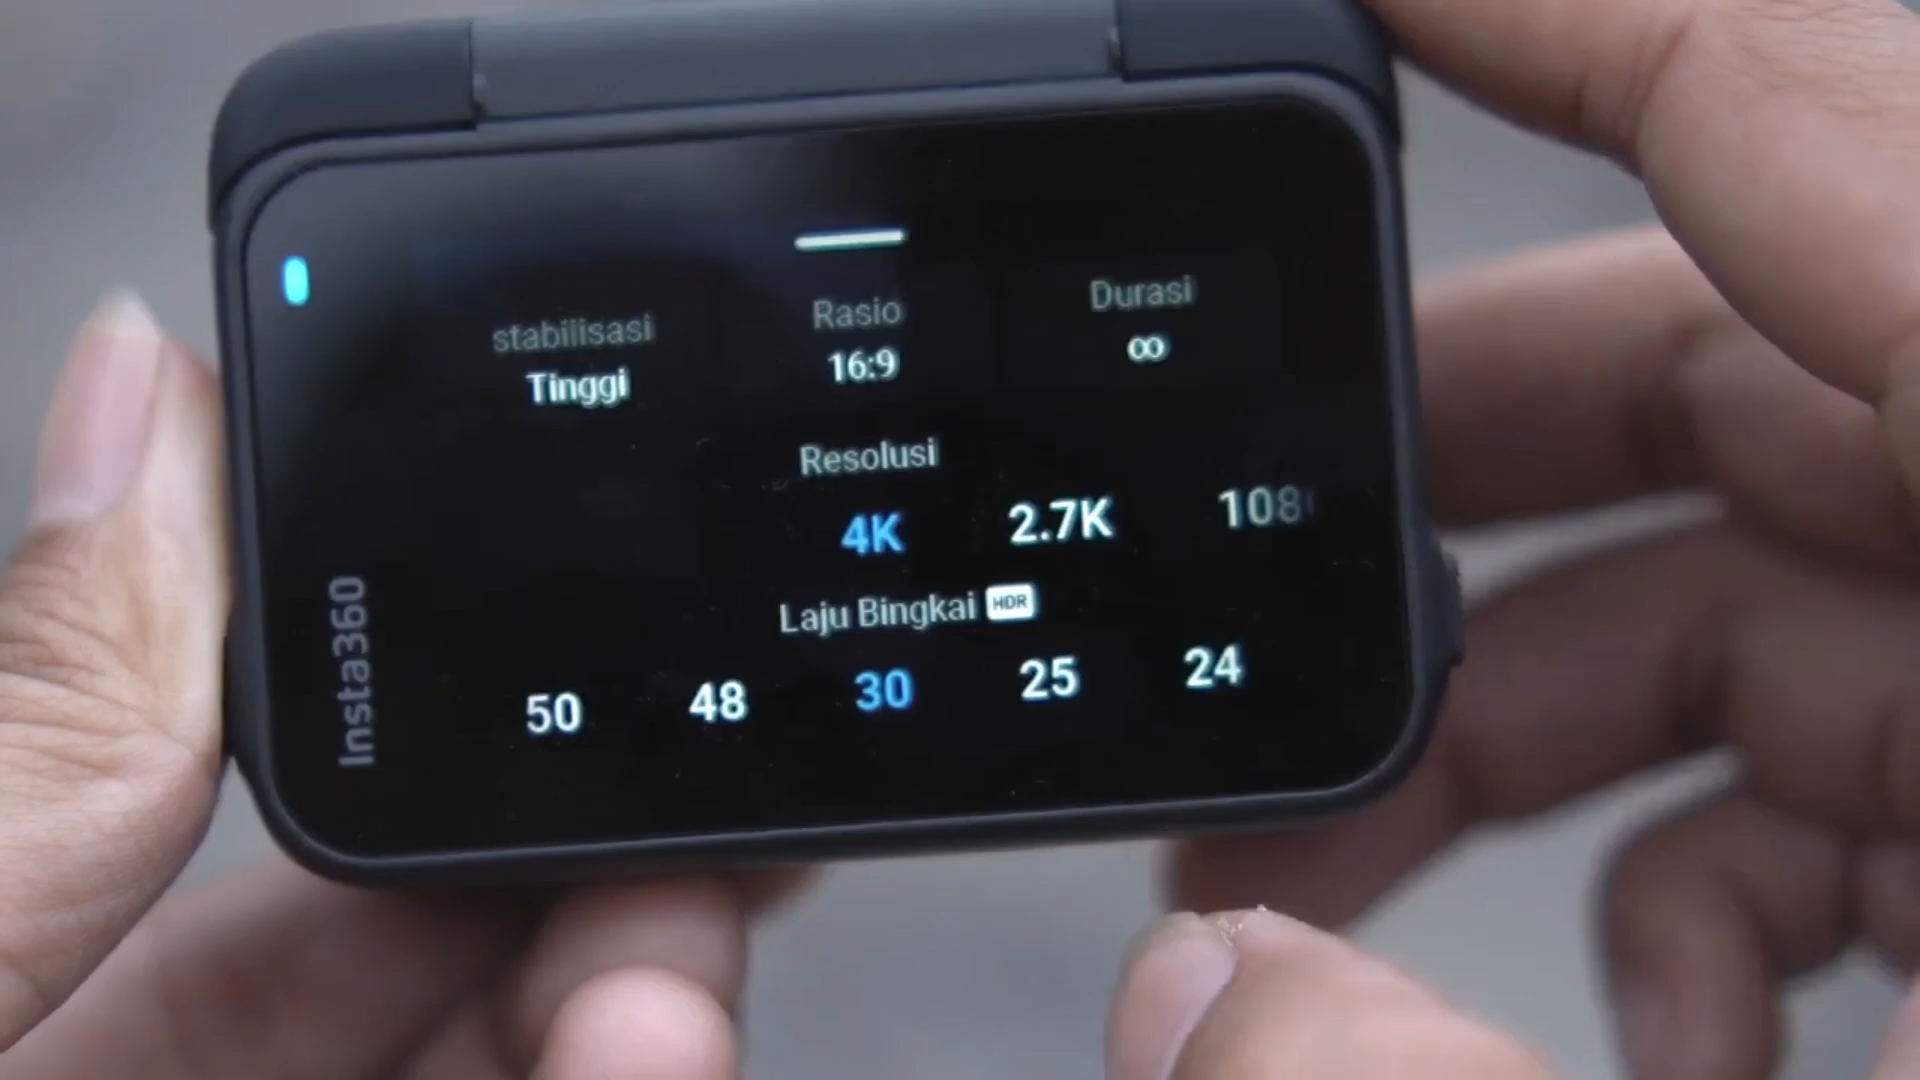 stabilisasi Rasio Durasi
Tinggi 16:9 ∞
Resolusi
4K 2.7K 108
Laju Bingkai HDR
50 48 30 25 24
Insta360